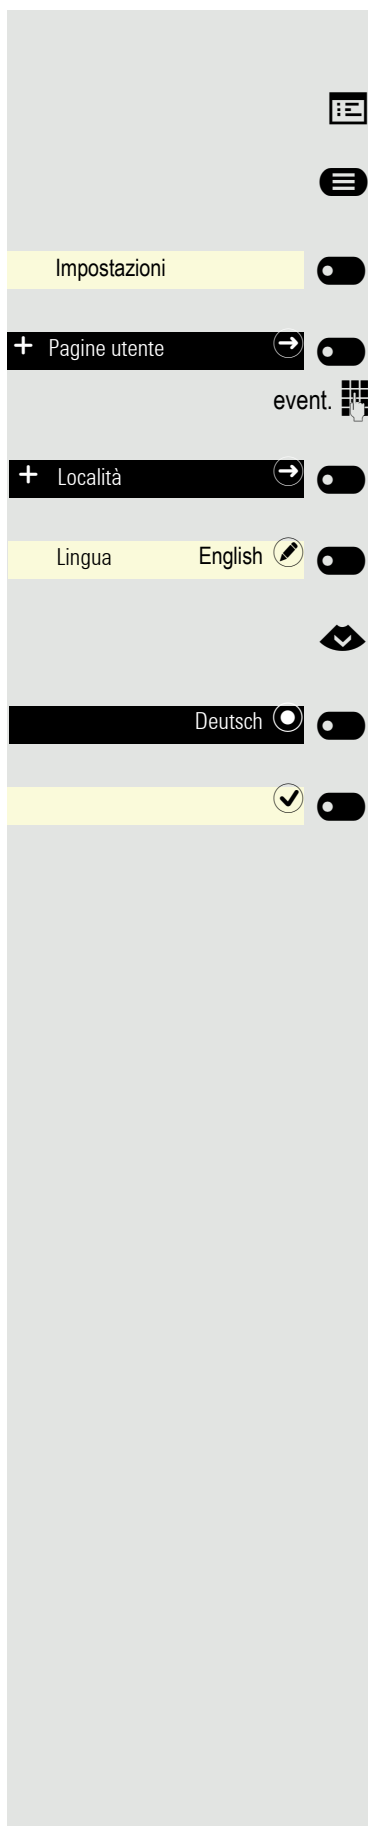 Impostazioni
Pagine utente
event.
Località
Lingua English
Deutsch